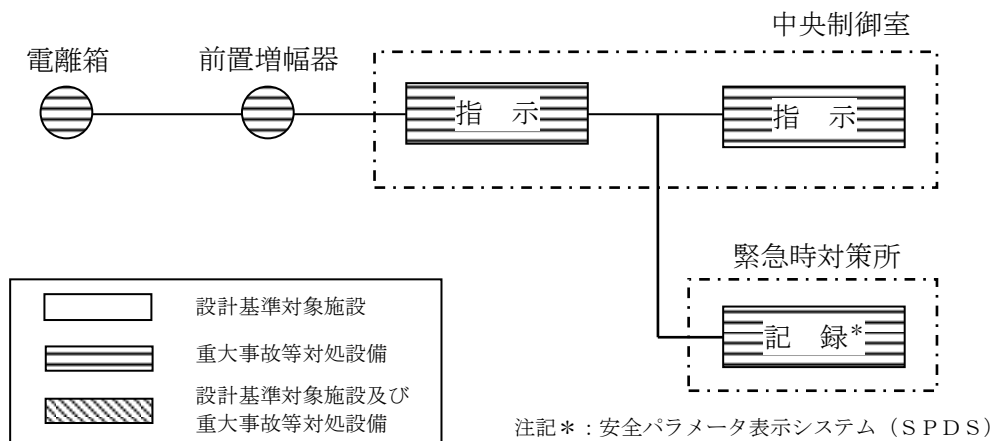 中央制御室
電離箱
前置増幅器
指　示
指　示
緊急時対策所
記　録*
設計基準対象施設
重大事故等対処設備
設計基準対象施設及び
重大事故等対処設備
注記＊：安全パラメータ表示システム（ＳＰＤＳ）